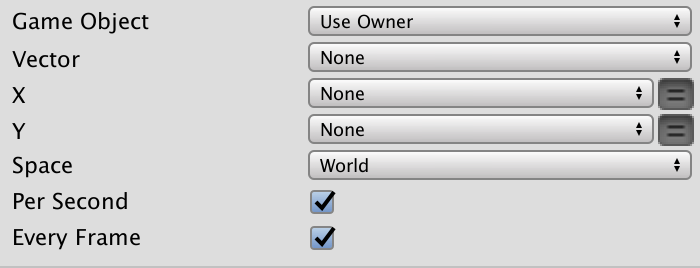 Game Object Use Owner
Vector None
X None =
Y None =
Space World
Per Second
Every Frame